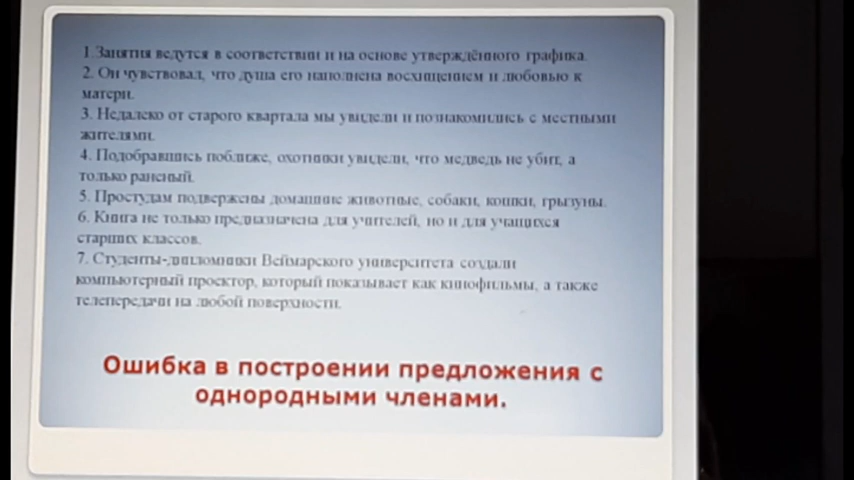 1.Занятия ведутся в соответствии и на основе утверждённого графика.
2. Он чувствовал, что душа его наполнена восхищением и любовью к
матери.
3. Недалеко от старого квартала мы увидели и познакомились с местными
жителями.
4. Подобравшись поближе, охотники увидели, что медведь не убит, а
только раненый.
5. Простудам подвержены домашние животные, собаки, кошки, грызуны.
6. Книга не только предназначена для учителей, но и для учащихся
старших классов.
7. Студенты-дипломники Веймарского университета создали
компьютерный проектор, который показывает как кинофильмы, а также
телепередачи на любой поверхности.
Ошибка в построении предложения с
однородными членами.